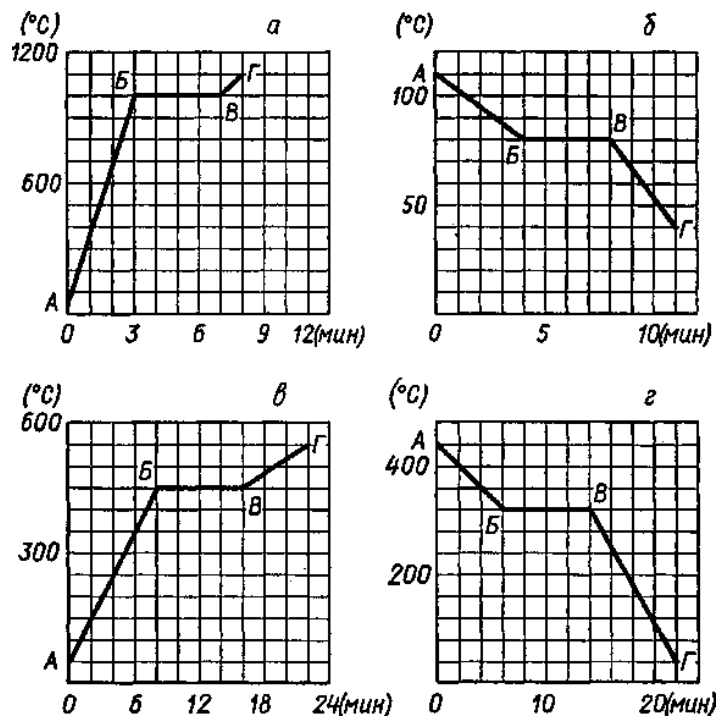 (°С) а
1200
Б
Г
В
600
А
0 3 6 9 12(мин)
(°С) б
А
100
В
Б
50
Г
0 5 10(мин)
(°С) в
600
Г
Б
В
300
А
0 6 12 18 24(мин)
(°С) г
А
400
В
Б
200
Г
0 10 20(мин)